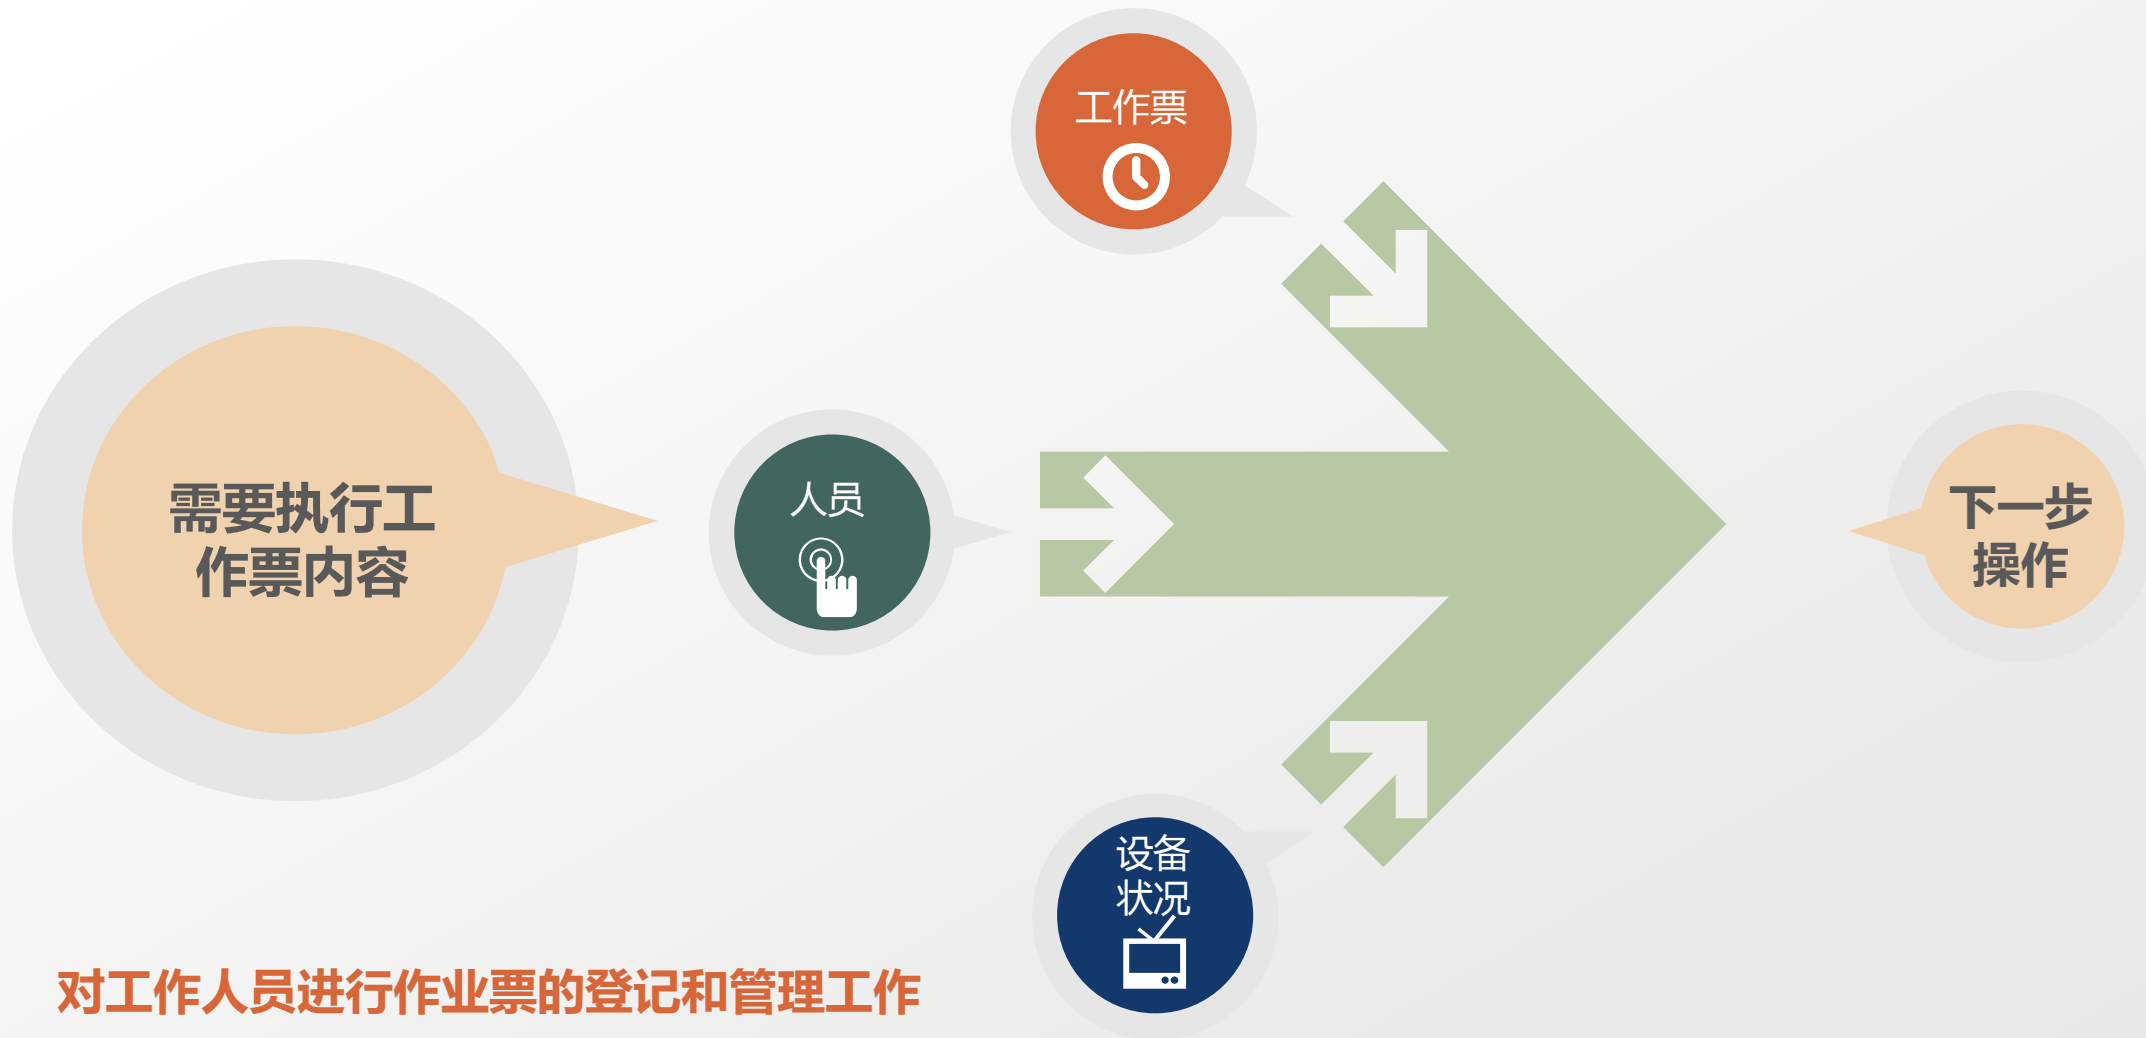 工作票
需要执行工
作票内容
人员
下一步
操作
设备
状况
对工作人员进行作业票的登记和管理工作